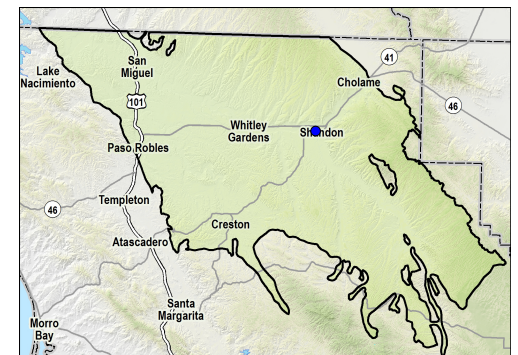 San
Miguel
Lake
Nacimiento
41
Cholame
101
46
Whitley
Gardens
Shandon
Paso Robles
Templeton
46
Creston
Atascadero
Santa
Margarita
Morro
Bay